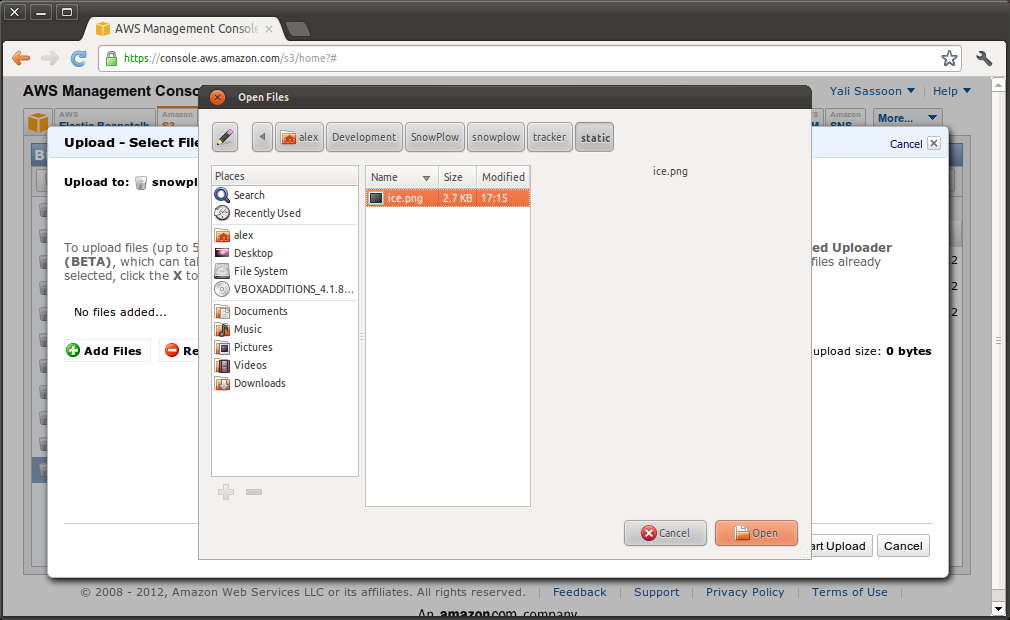 AWS Management Console
https://console.aws.amazon.com/s3/home?#
AWS Management Conso
Yali Sassoon
Help
Open Files
AWS
Amazon
Amazon
Elastic Beanstalk
S3
SNS
More...
alex
Development
SnowPlow
snowplow
tracker
static
Upload - Select File
Cancel
Upload to: snowpl
Places
Name
Size
Modified
ice.png
Search
ice.png
2.7 KB
17:15
Recently Used
alex
Desktop
File System
VBOXADDITIONS_4.1.8...
Documents
Music
Pictures
Videos
Downloads
To upload files (up to 5
ed Uploader
(BETA), which can tal
files already
selected, click the X to
No files added...
Add Files
Re
upload size: 0 bytes
.2
.2
.2
Cancel
Open
art Upload
Cancel
© 2008 - 2012, Amazon Web Services LLC or its affiliates. All rights reserved.
Feedback
Support
Privacy Policy
Terms of Use
An amazon.com company